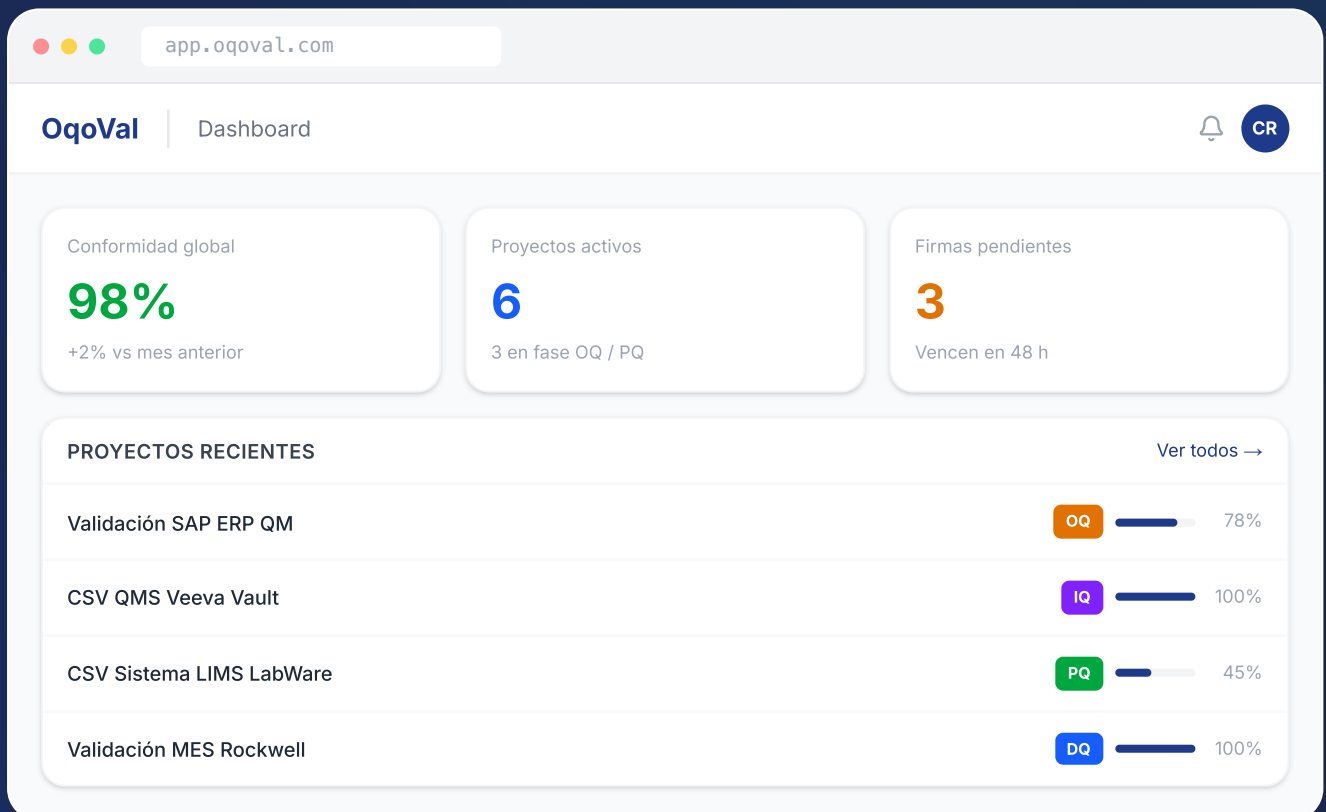 app.oqoval.com
OqoVal
Dashboard
CR
Conformidad global
98%
+2% vs mes anterior
Proyectos activos
6
3 en fase OQ / PQ
Firmas pendientes
3
Vencen en 48 h
PROYECTOS RECIENTES
Ver todos →
Validación SAP ERP QM
OQ
78%
CSV QMS Veeva Vault
IQ
100%
CSV Sistema LIMS LabWare
PQ
45%
Validación MES Rockwell
DQ
100%